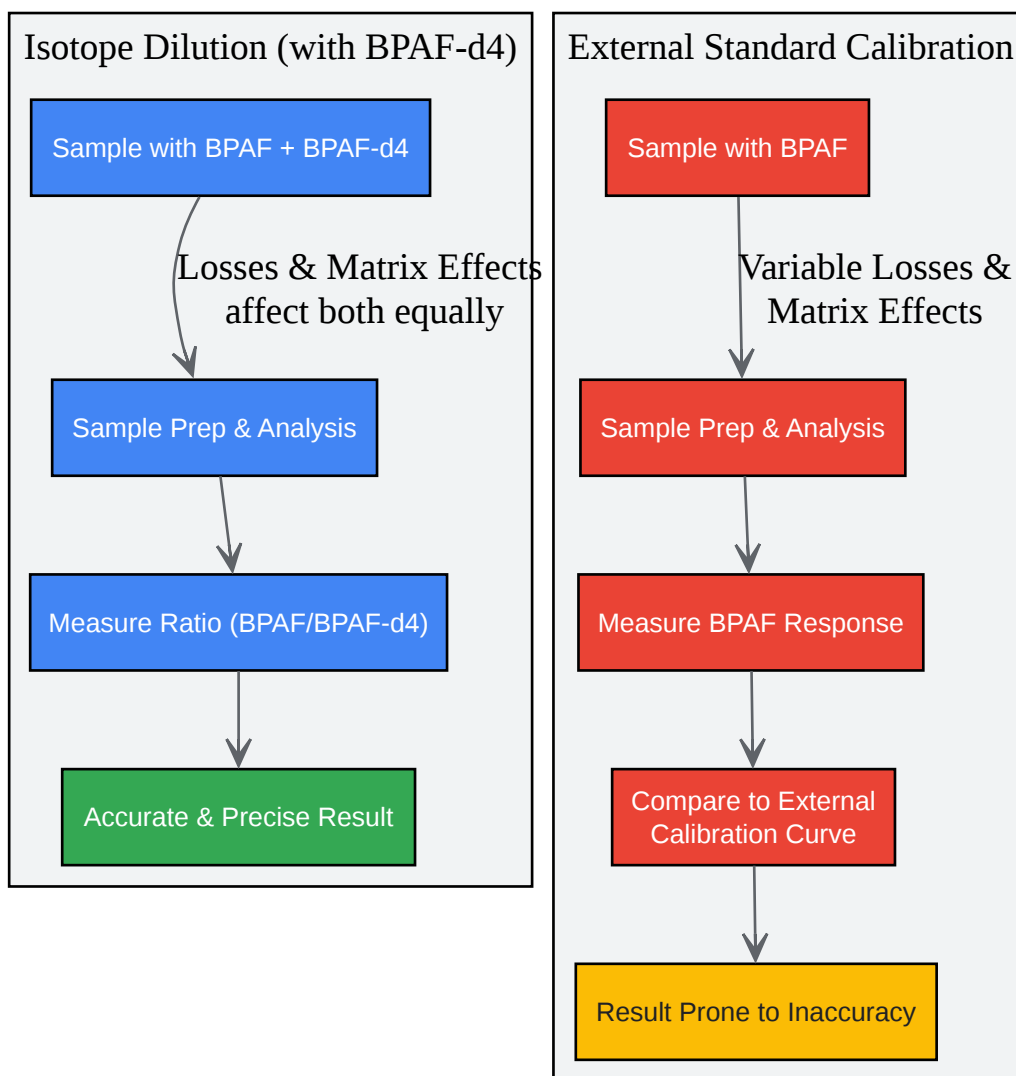 Isotope Dilution (with BPAF-d4)
Sample with BPAF + BPAF-d4
Losses & Matrix Effects
affect both equally
Sample Prep & Analysis
Measure Ratio (BPAF/BPAF-d4)
Accurate & Precise Result
External Standard Calibration
Sample with BPAF
Variable Losses &
Matrix Effects
Sample Prep & Analysis
Measure BPAF Response
Compare to External
Calibration Curve
Result Prone to Inaccuracy